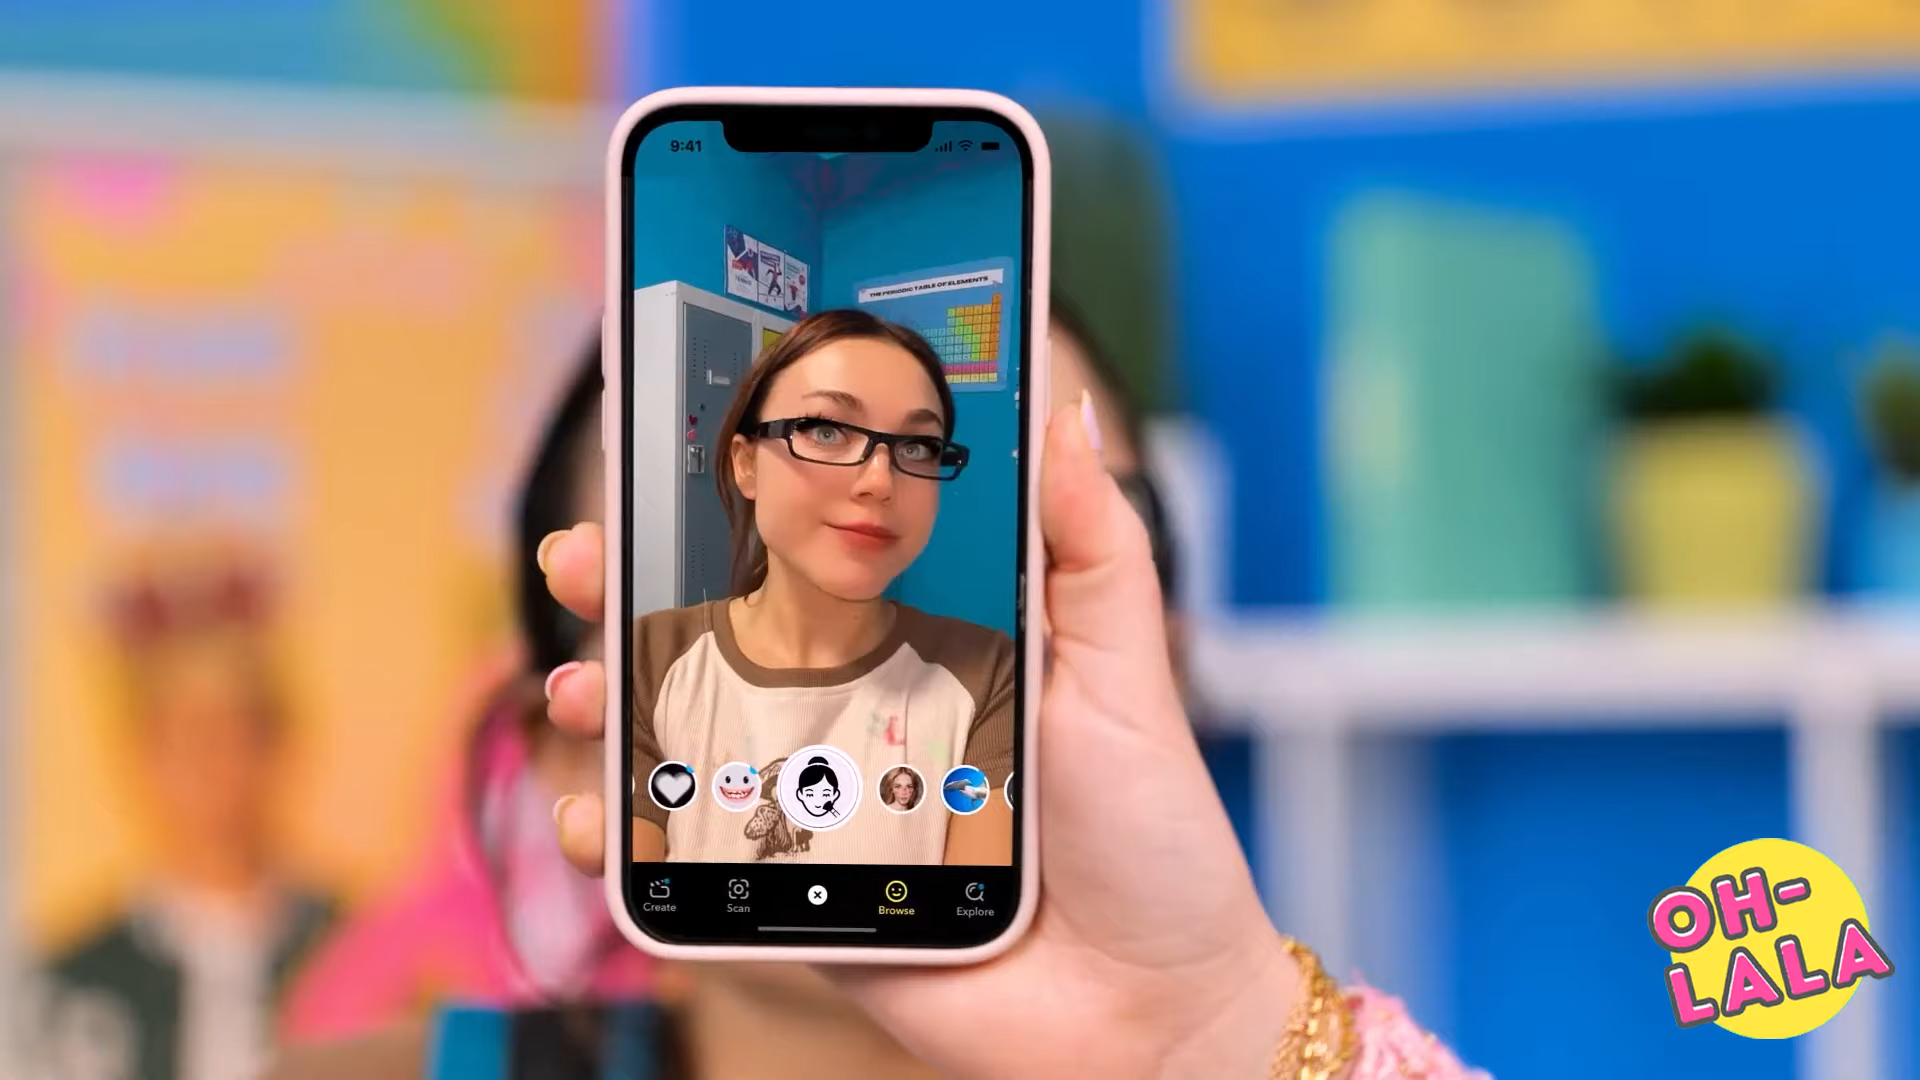 9:41
THE PERIODIC TABLE OF ELEMENTS
Create
Scan
Browse
Explore
OH-
LALA